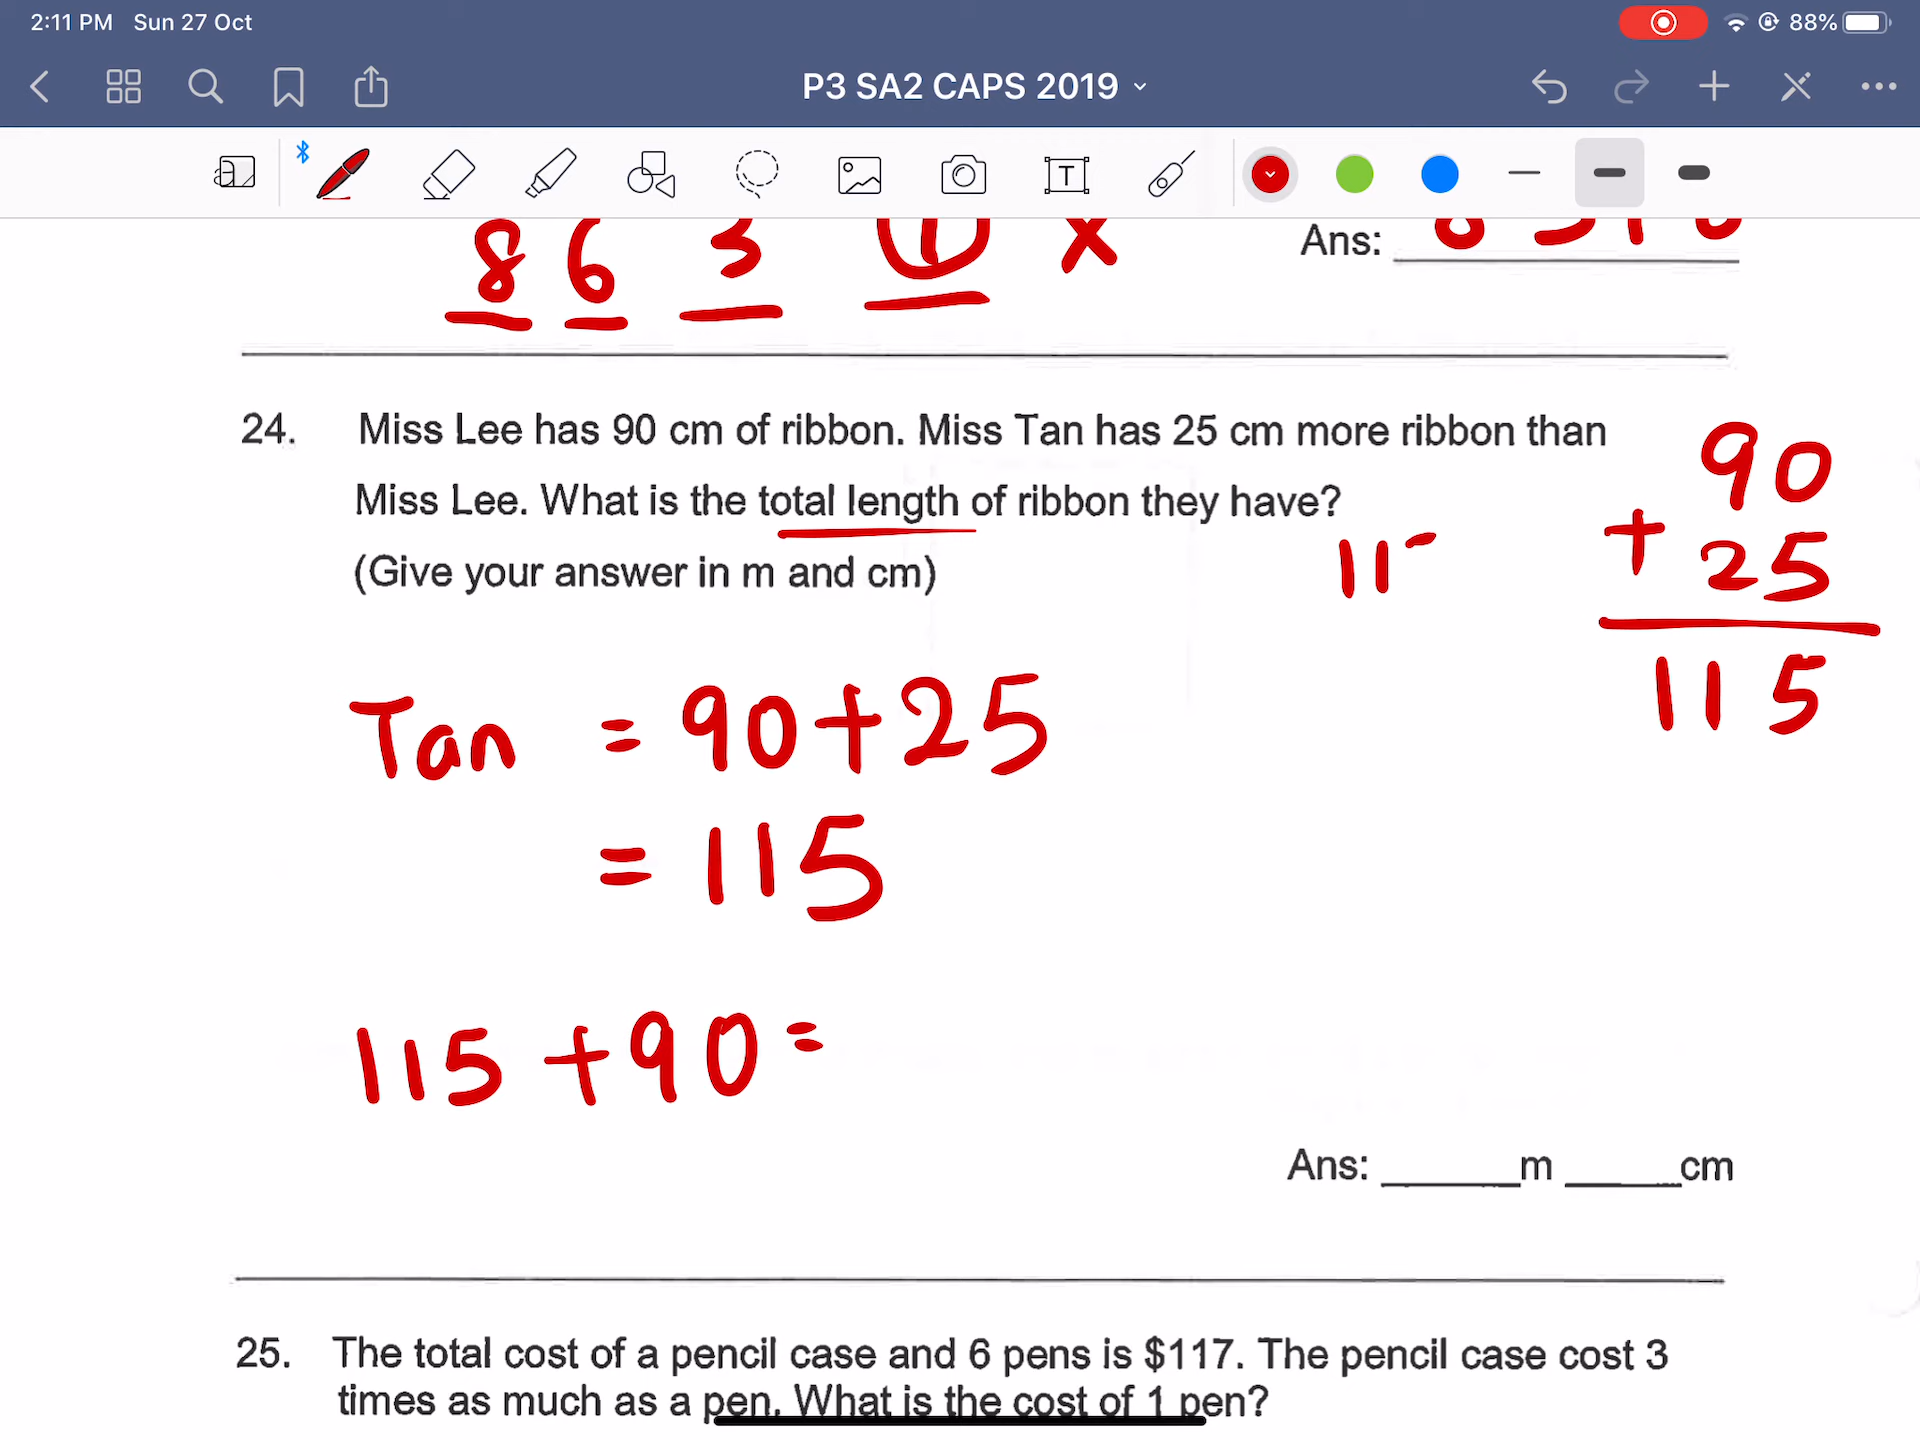 2:11 PM Sun 27 Oct 88%
P3 SA2 CAPS 2019
8 6 3 1 x
Ans:
24. Miss Lee has 90 cm of ribbon. Miss Tan has 25 cm more ribbon than
Miss Lee. What is the total length of ribbon they have?
(Give your answer in m and cm)
90
+ 25
115
11
Tan = 90+25
= 115
115 +90=
Ans: ______m ______cm
25. The total cost of a pencil case and 6 pens is $117. The pencil case cost 3
times as much as a pen. What is the cost of 1 pen?